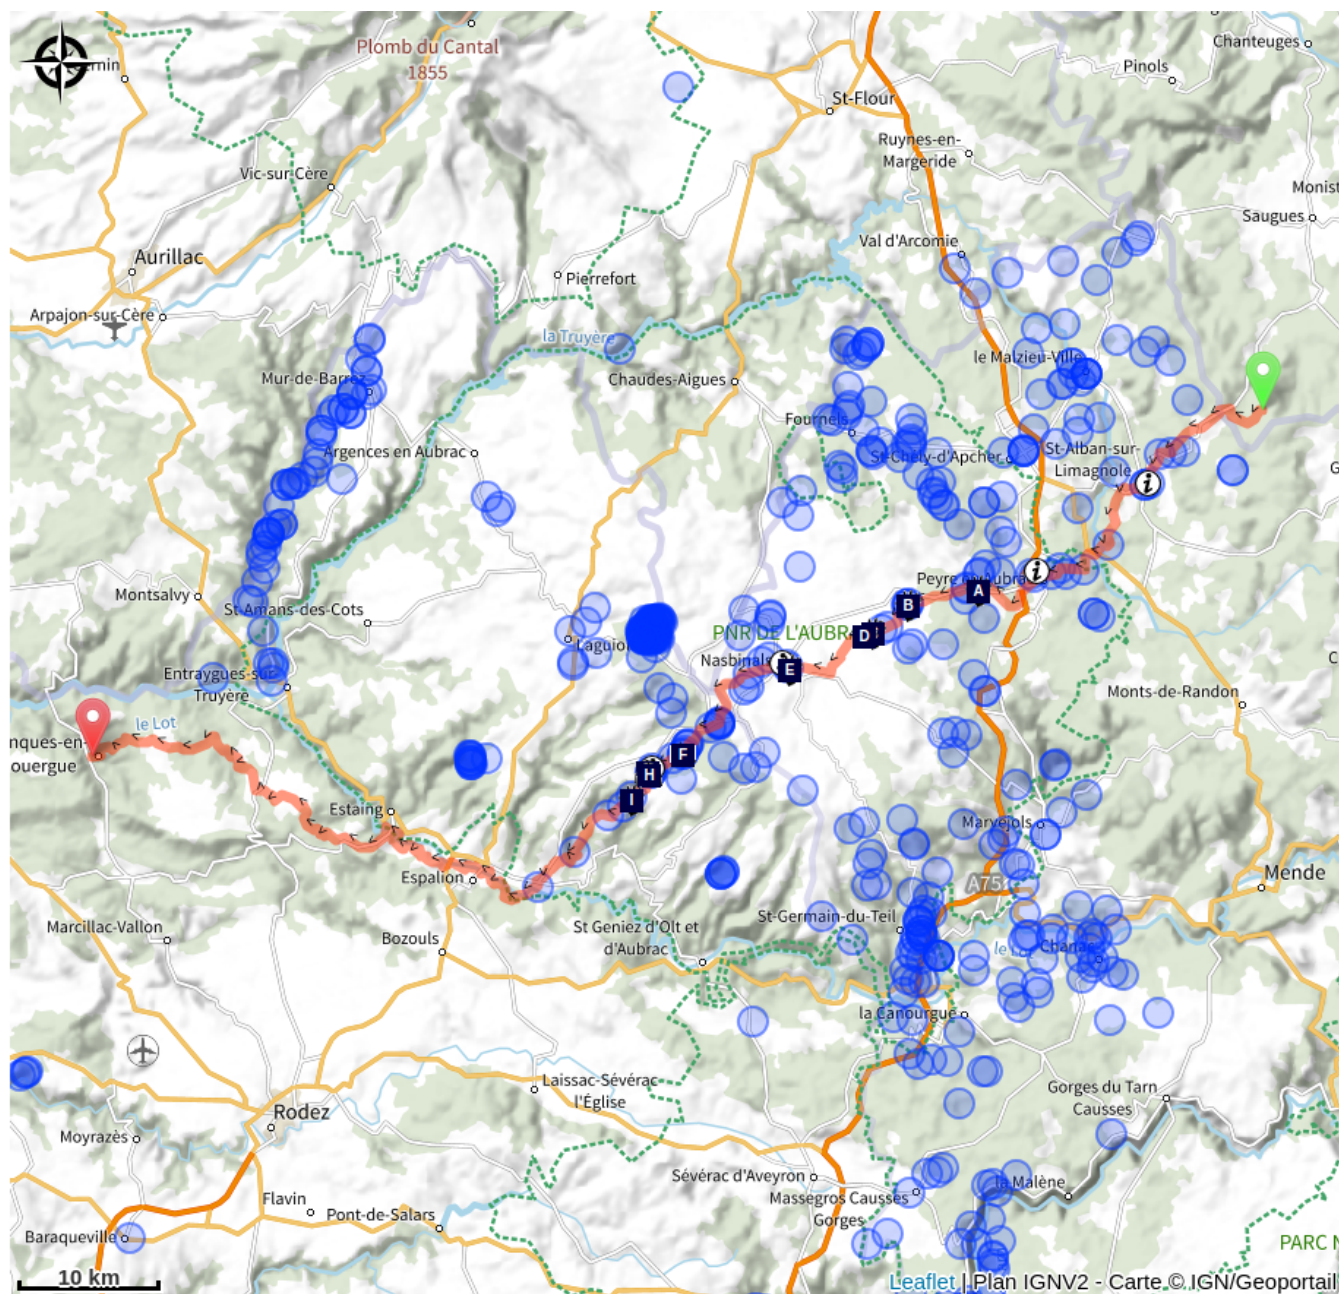 Plomb du Cantal
1855
Chanteuges
Pinols
St-Flour
Ruynes-en-
Margeride
Vic-sur-Cère
Monist
Saugues
Val d'Arcomie
Aurillac
Pierrefort
Arpajon-sur-Cère
la Truyère
le Malzieu-Ville
Mur-de-Barrez
Chaudes-Aigues
Fournels
Argences en Aubrac
St-Chély-d'Apcher
St-Alban-sur-
Limagnole
i
i
Peyre en Aubrac
A
B
Montsalvy
St-Amans-des-Cots
PNR DE L'AUBRAC
D
Laguiole
Nasbinals
E
Entraygues-sur-
Truyère
Monts-de-Randon
le Lot
nques-en-
ouergue
F
H
I
Estaing
Marvejols
Espalion
A75
Mende
St-Germain-du-Teil
Marcillac-Vallon
Bozouls
St Geniez d'Olt et
d'Aubrac
le Lot
Chanac
la Canourgue
Laissac-Sévérac
l'Église
Gorges du Tarn
Causses
Rodez
Moyrazès
Sévérac d'Aveyron
la Malène
Massegros Causses
Gorges
Flavin
Pont-de-Salars
Baraqueville
PARC N
10 km
Leaflet | Plan IGNV2 - Carte © IGN/Geoportail